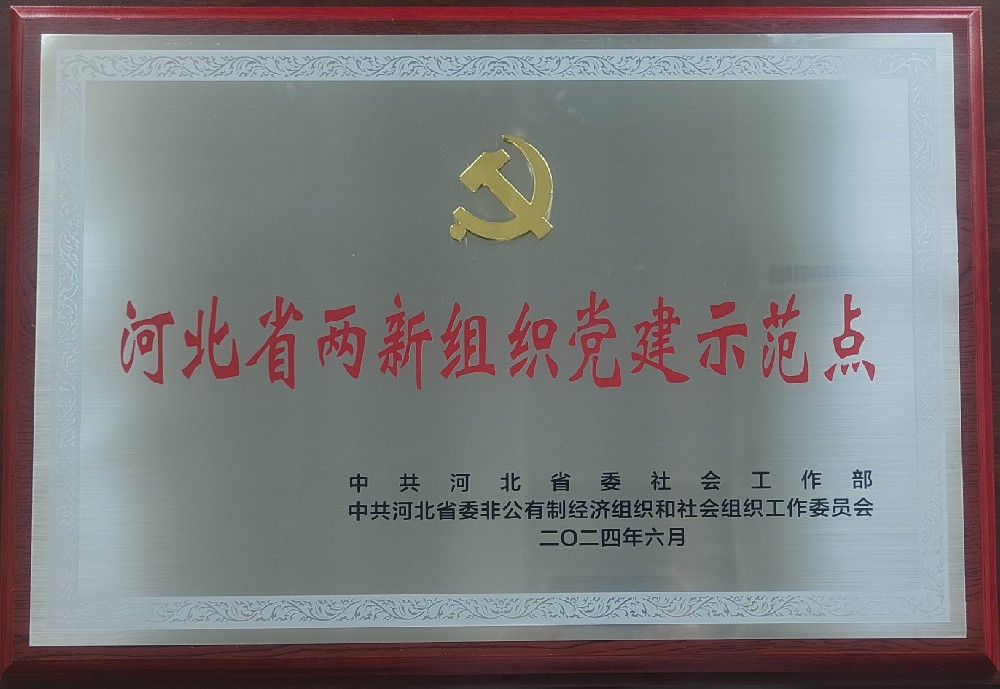 河北省两新组织党建示范点
中共河北省委社会工作部
中共河北省委非公有制经济组织和社会组织工作委员会
二〇二四年六月